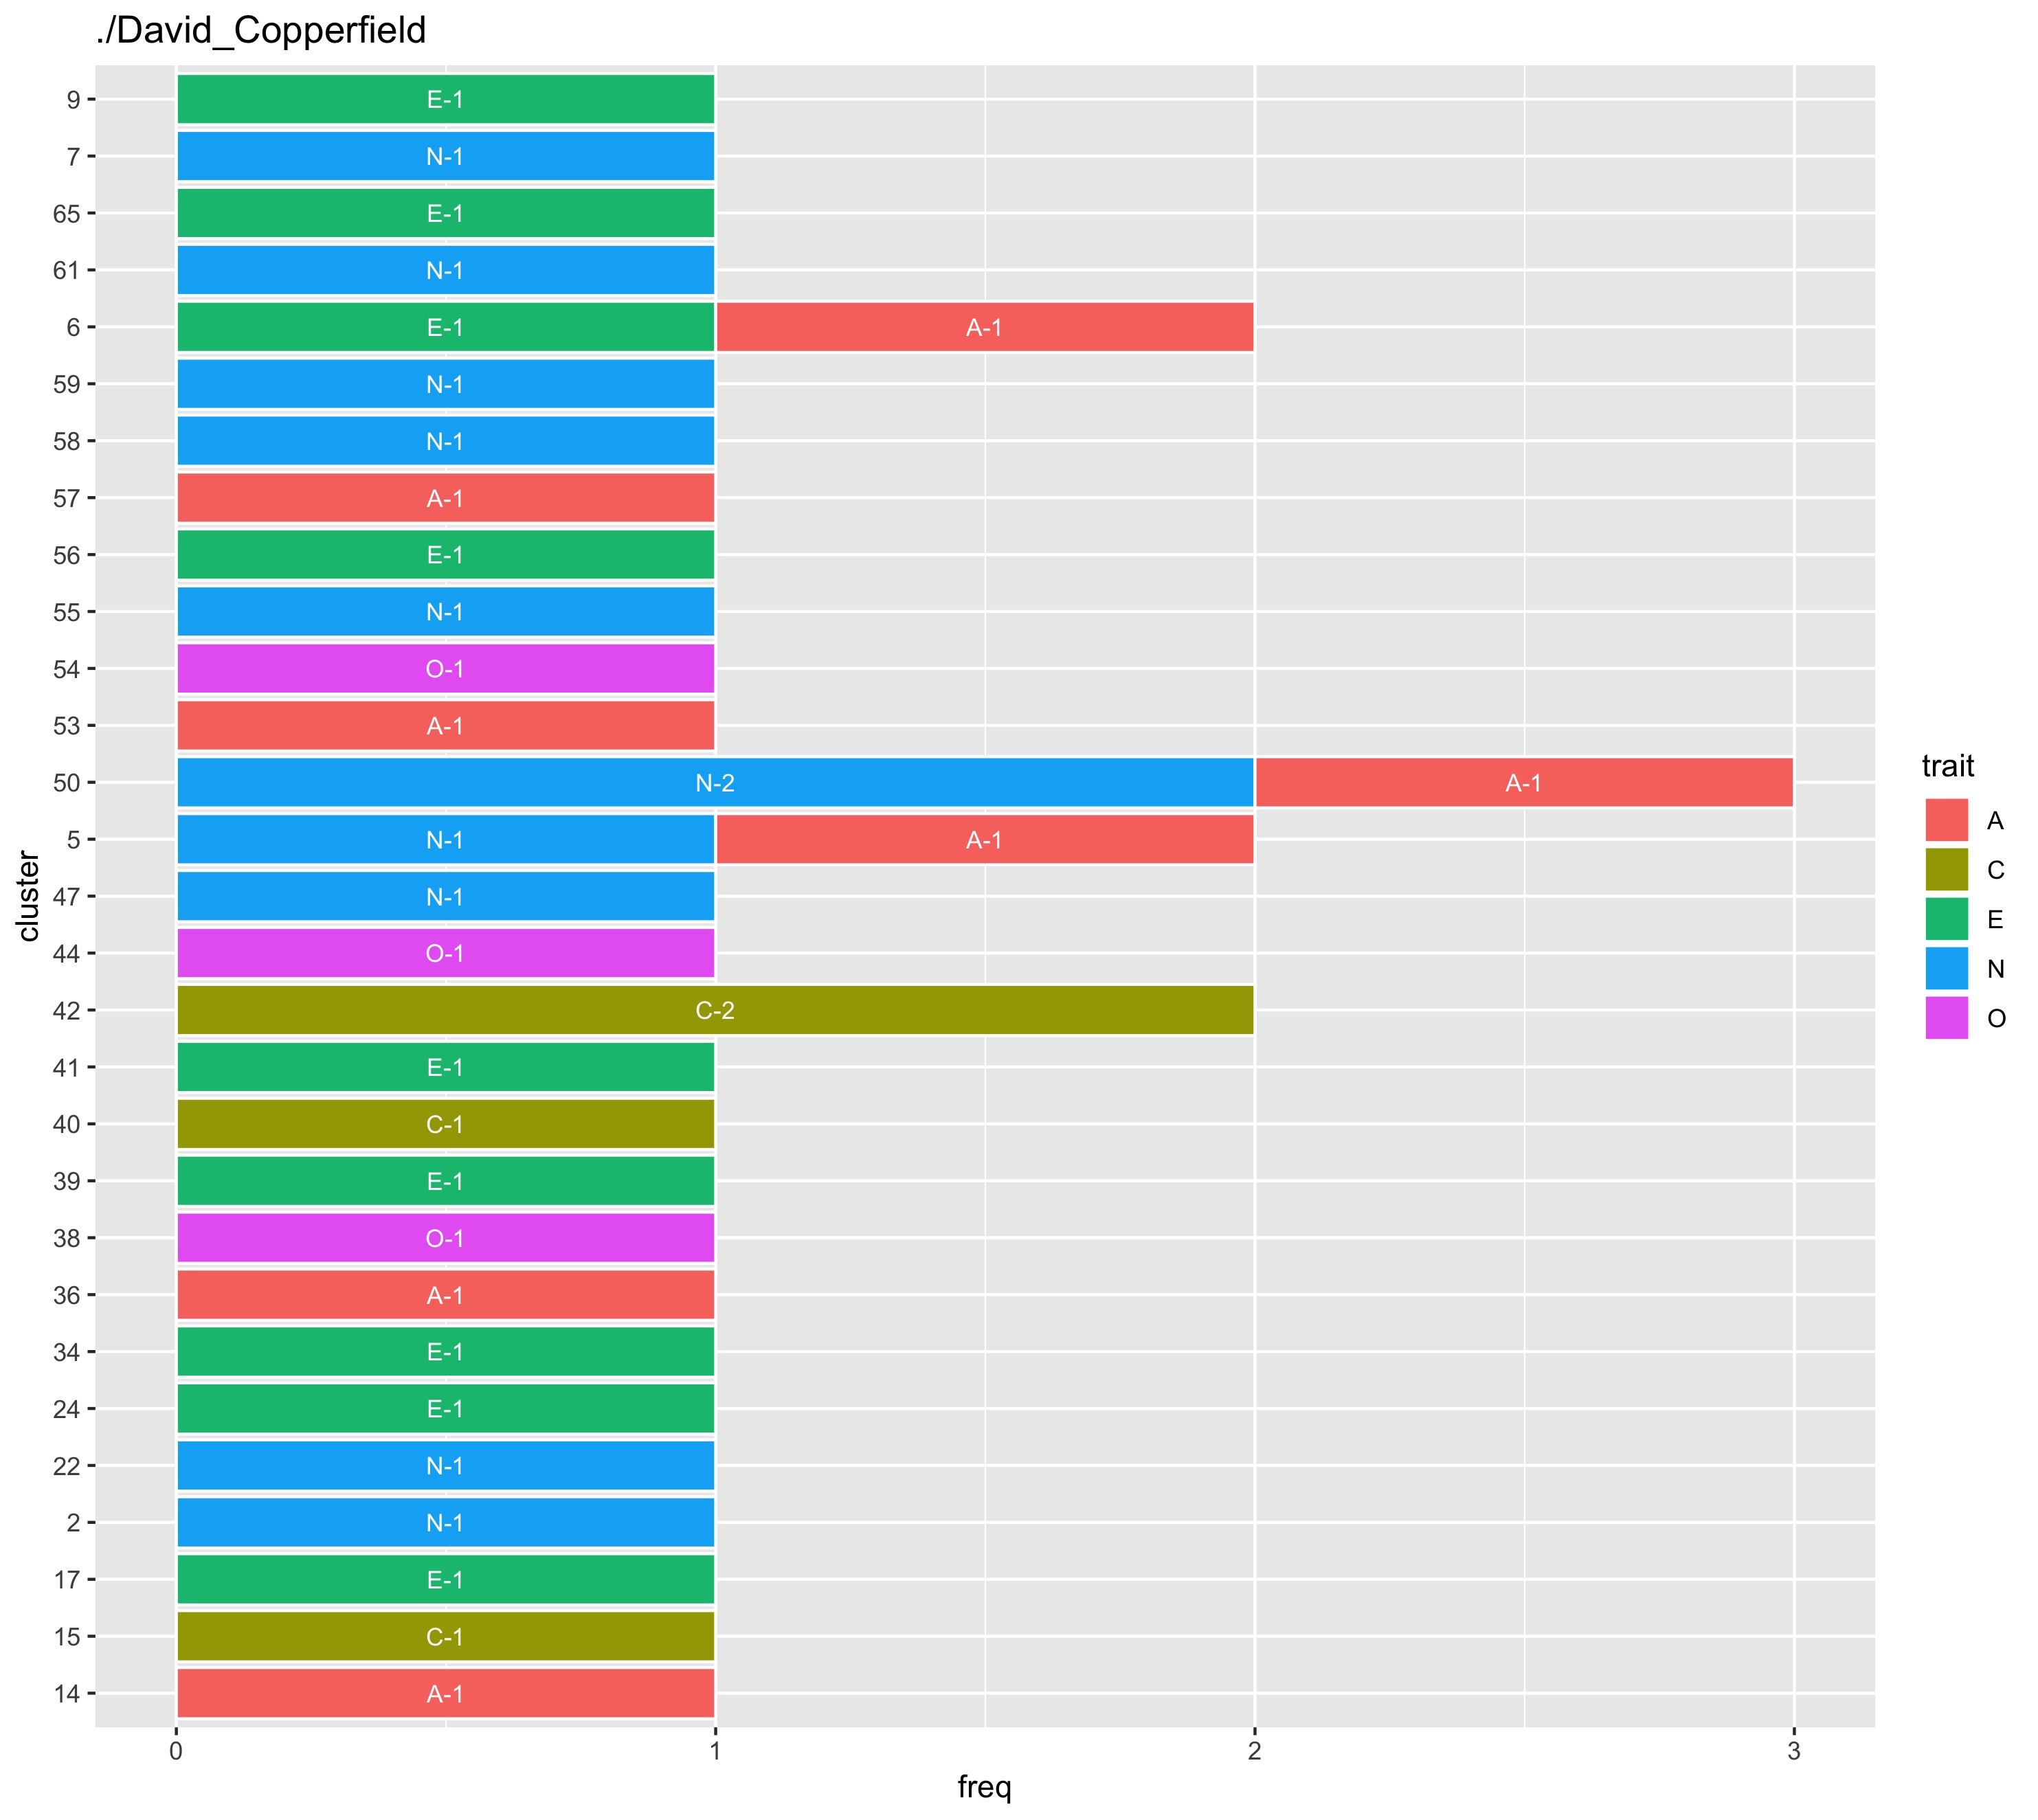 ./David_Copperfield
9 E-1
7 N-1
65 E-1
61 N-1
6 E-1 A-1
59 N-1
58 N-1
57 A-1
56 E-1
55 N-1
54 O-1
53 A-1
50 N-2 A-1
5 N-1 A-1
47 N-1
44 O-1
42 C-2
41 E-1
40 C-1
39 E-1
38 O-1
36 A-1
34 E-1
24 E-1
22 N-1
2 N-1
17 E-1
15 C-1
14 A-1
0 1 2 3
freq
cluster
trait
A
C
E
N
O